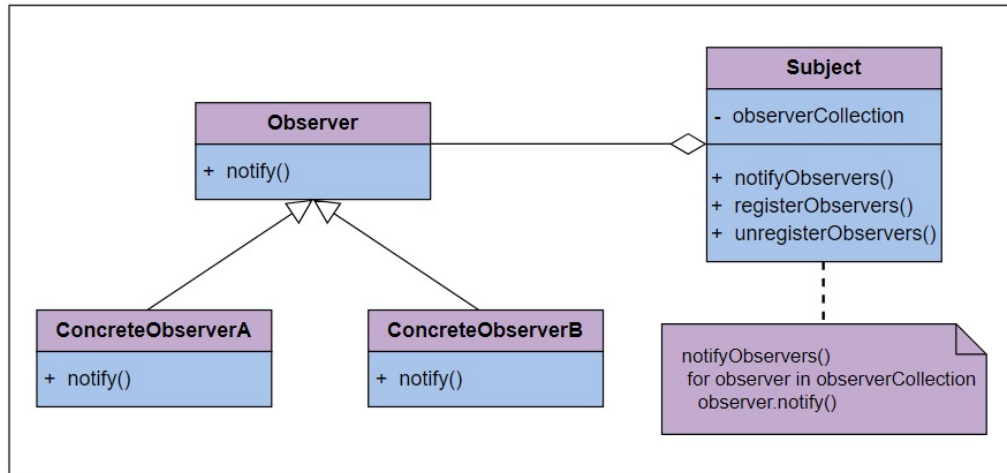 Observer
+ notify()
Subject
- observerCollection
+ notifyObservers()
+ registerObservers()
+ unregisterObservers()
ConcreteObserverA
+ notify()
ConcreteObserverB
+ notify()
notifyObservers()
for observer in observerCollection
observer.notify()